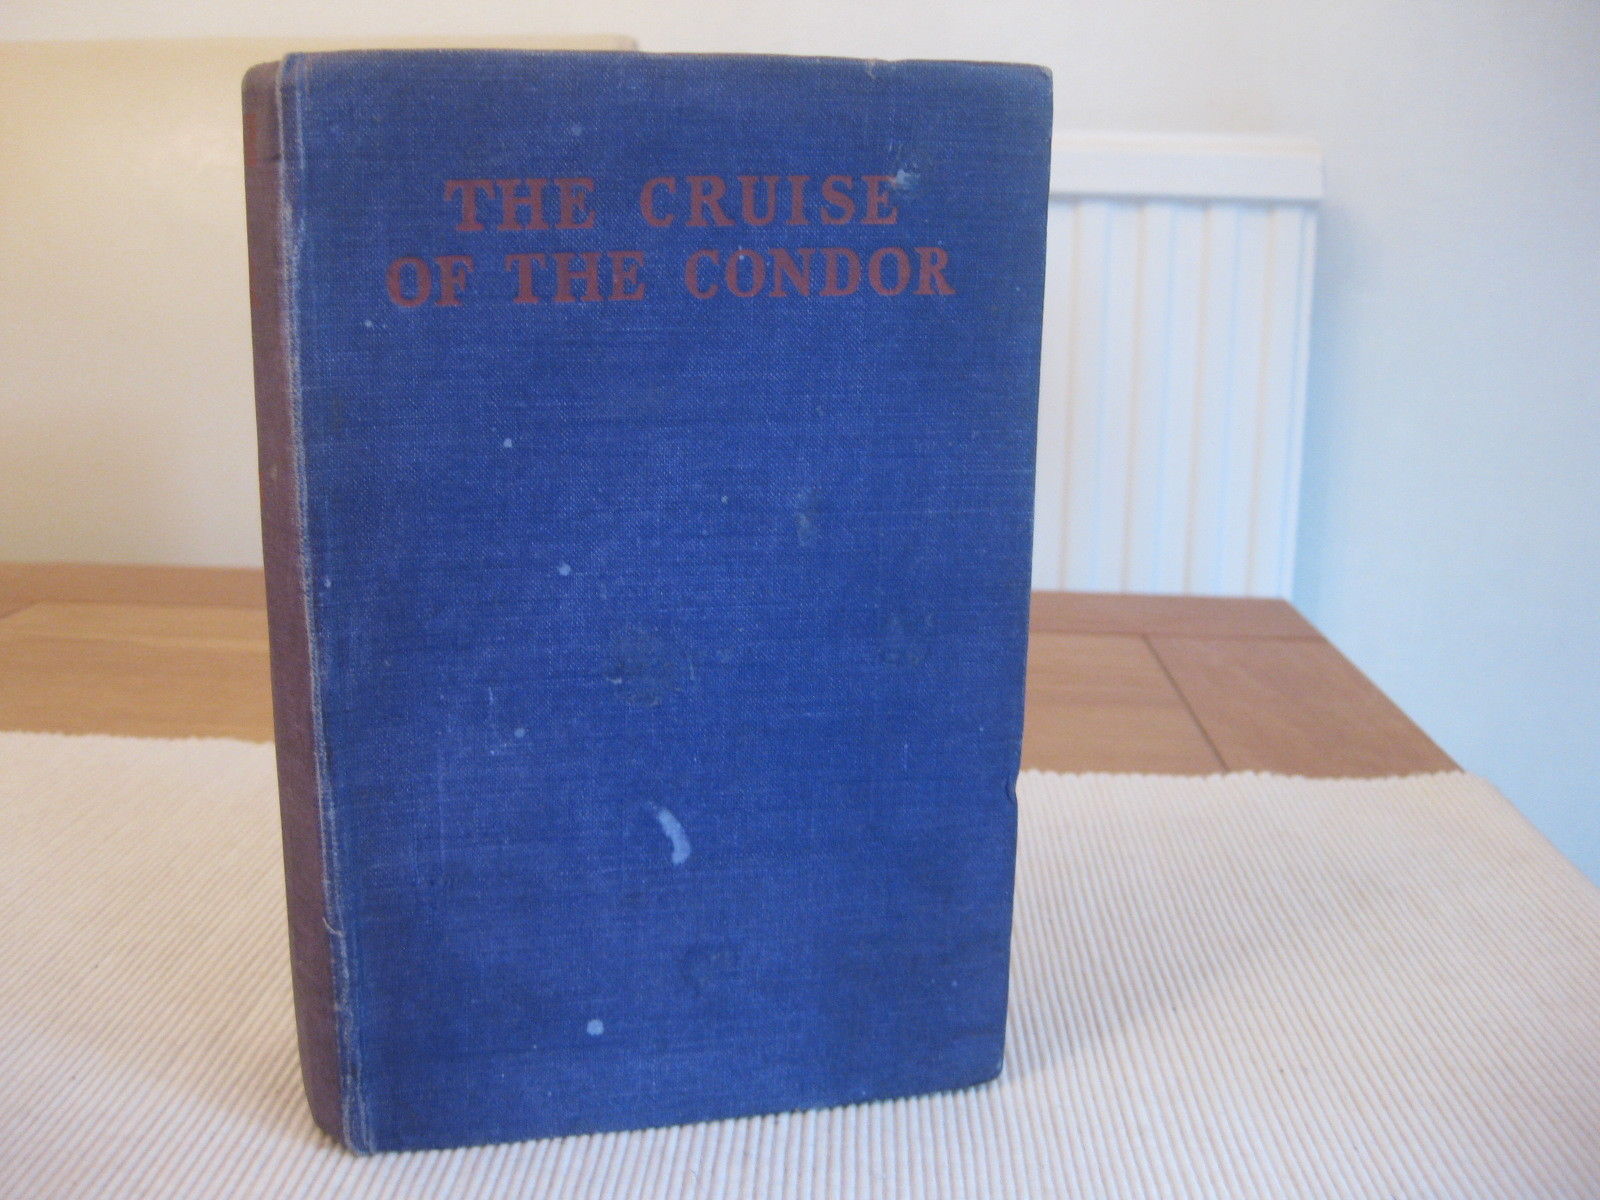 THE CRUISE
OF THE CONDOR